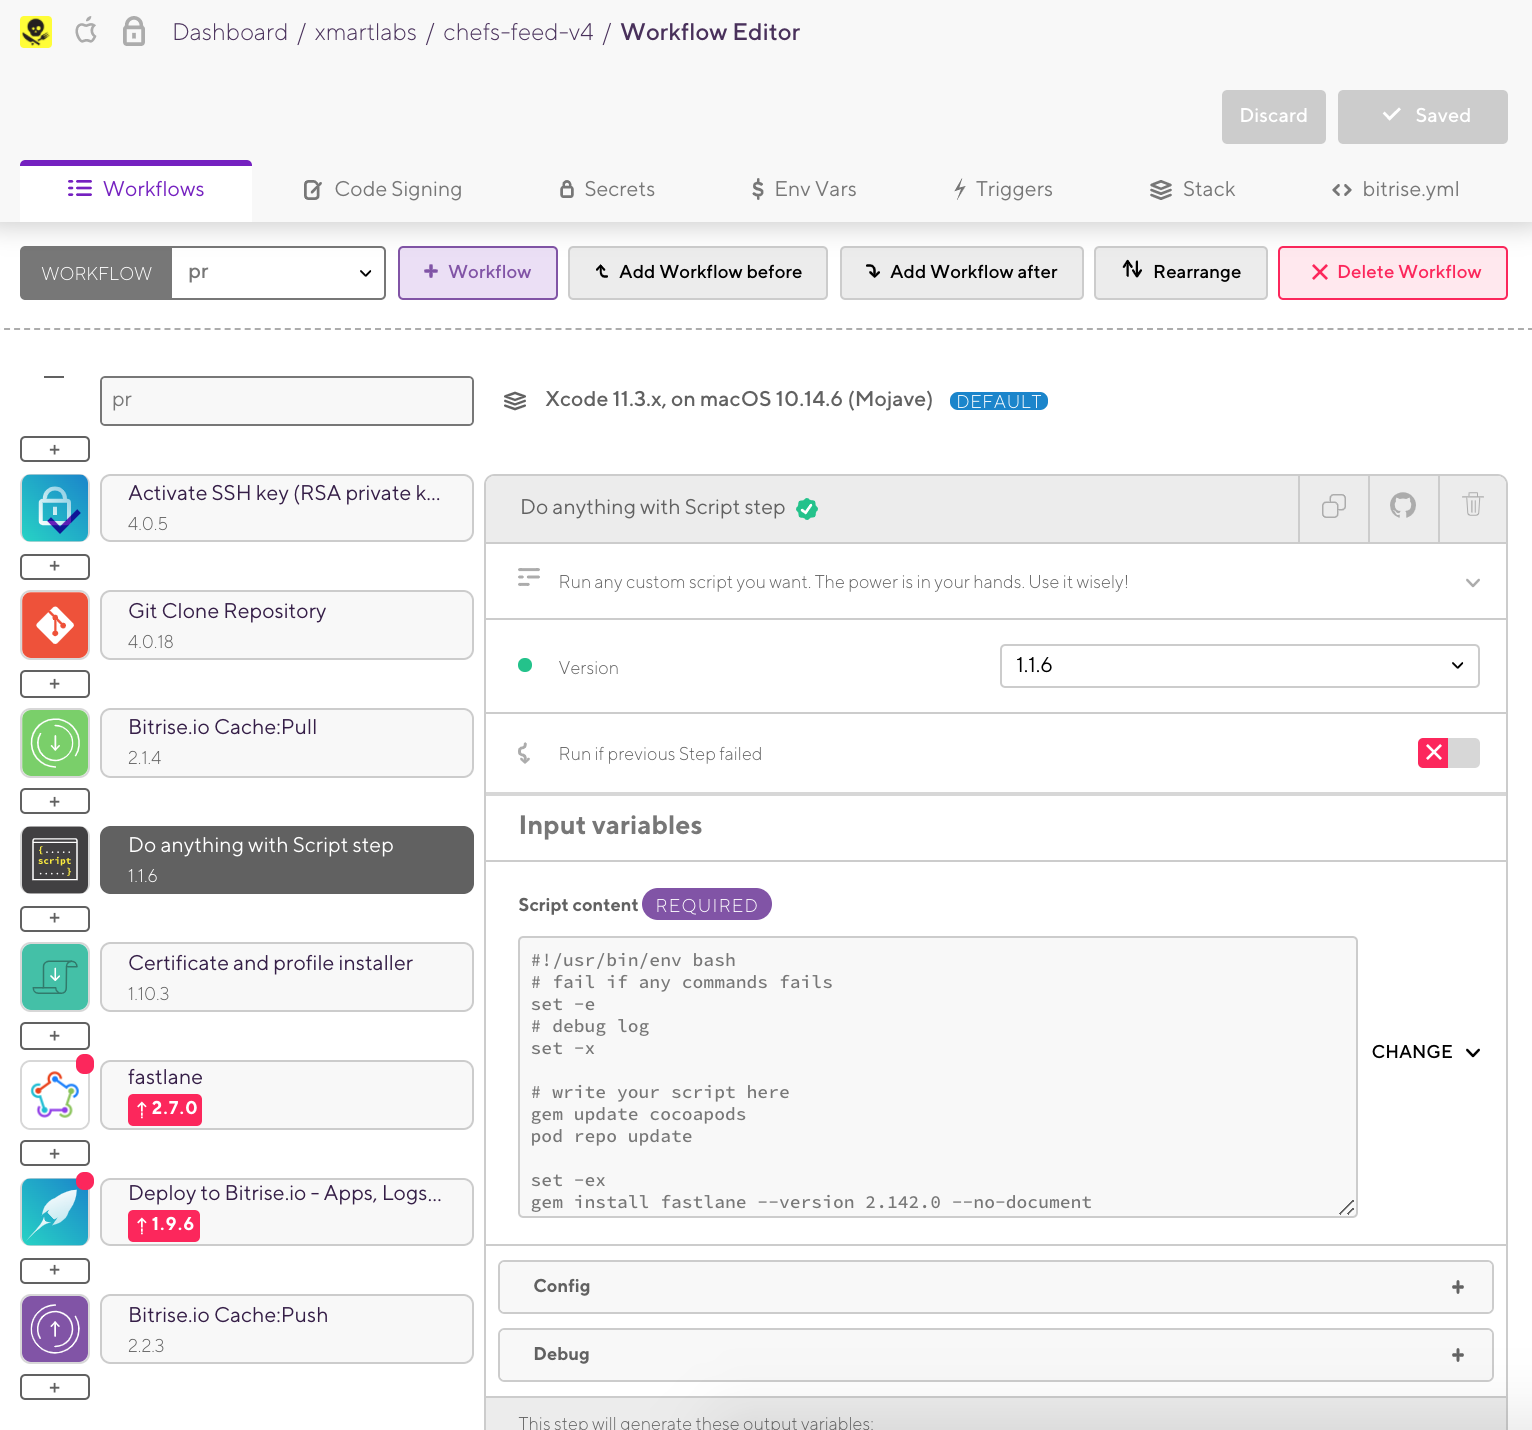 Dashboard / xmartlabs / chefs-feed-v4 / Workflow Editor
Discard
Saved
Workflows
Code Signing
Secrets
Env Vars
Triggers
Stack
bitrise.yml
WORKFLOW
pr
Workflow
Add Workflow before
Add Workflow after
Rearrange
Delete Workflow
pr
Xcode 11.3.x, on macOS 10.14.6 (Mojave)
DEFAULT
+
Activate SSH key (RSA private k...
4.0.5
+
Git Clone Repository
4.0.18
+
Bitrise.io Cache:Pull
2.1.4
+
{.....
script
.....}
Do anything with Script step
1.1.6
+
Certificate and profile installer
1.10.3
+
fastlane
↑ 2.7.0
+
Deploy to Bitrise.io - Apps, Logs...
↑ 1.9.6
+
Bitrise.io Cache:Push
2.2.3
+
Do anything with Script step
Run any custom script you want. The power is in your hands. Use it wisely!
Version
1.1.6
Run if previous Step failed
Input variables
Script content
REQUIRED
#!/usr/bin/env bash
# fail if any commands fails
set -e
# debug log
set -x
# write your script here
gem update cocoapods
pod repo update
set -ex
gem install fastlane --version 2.142.0 --no-document
CHANGE
Config +
Debug +
This step will generate these output variables: